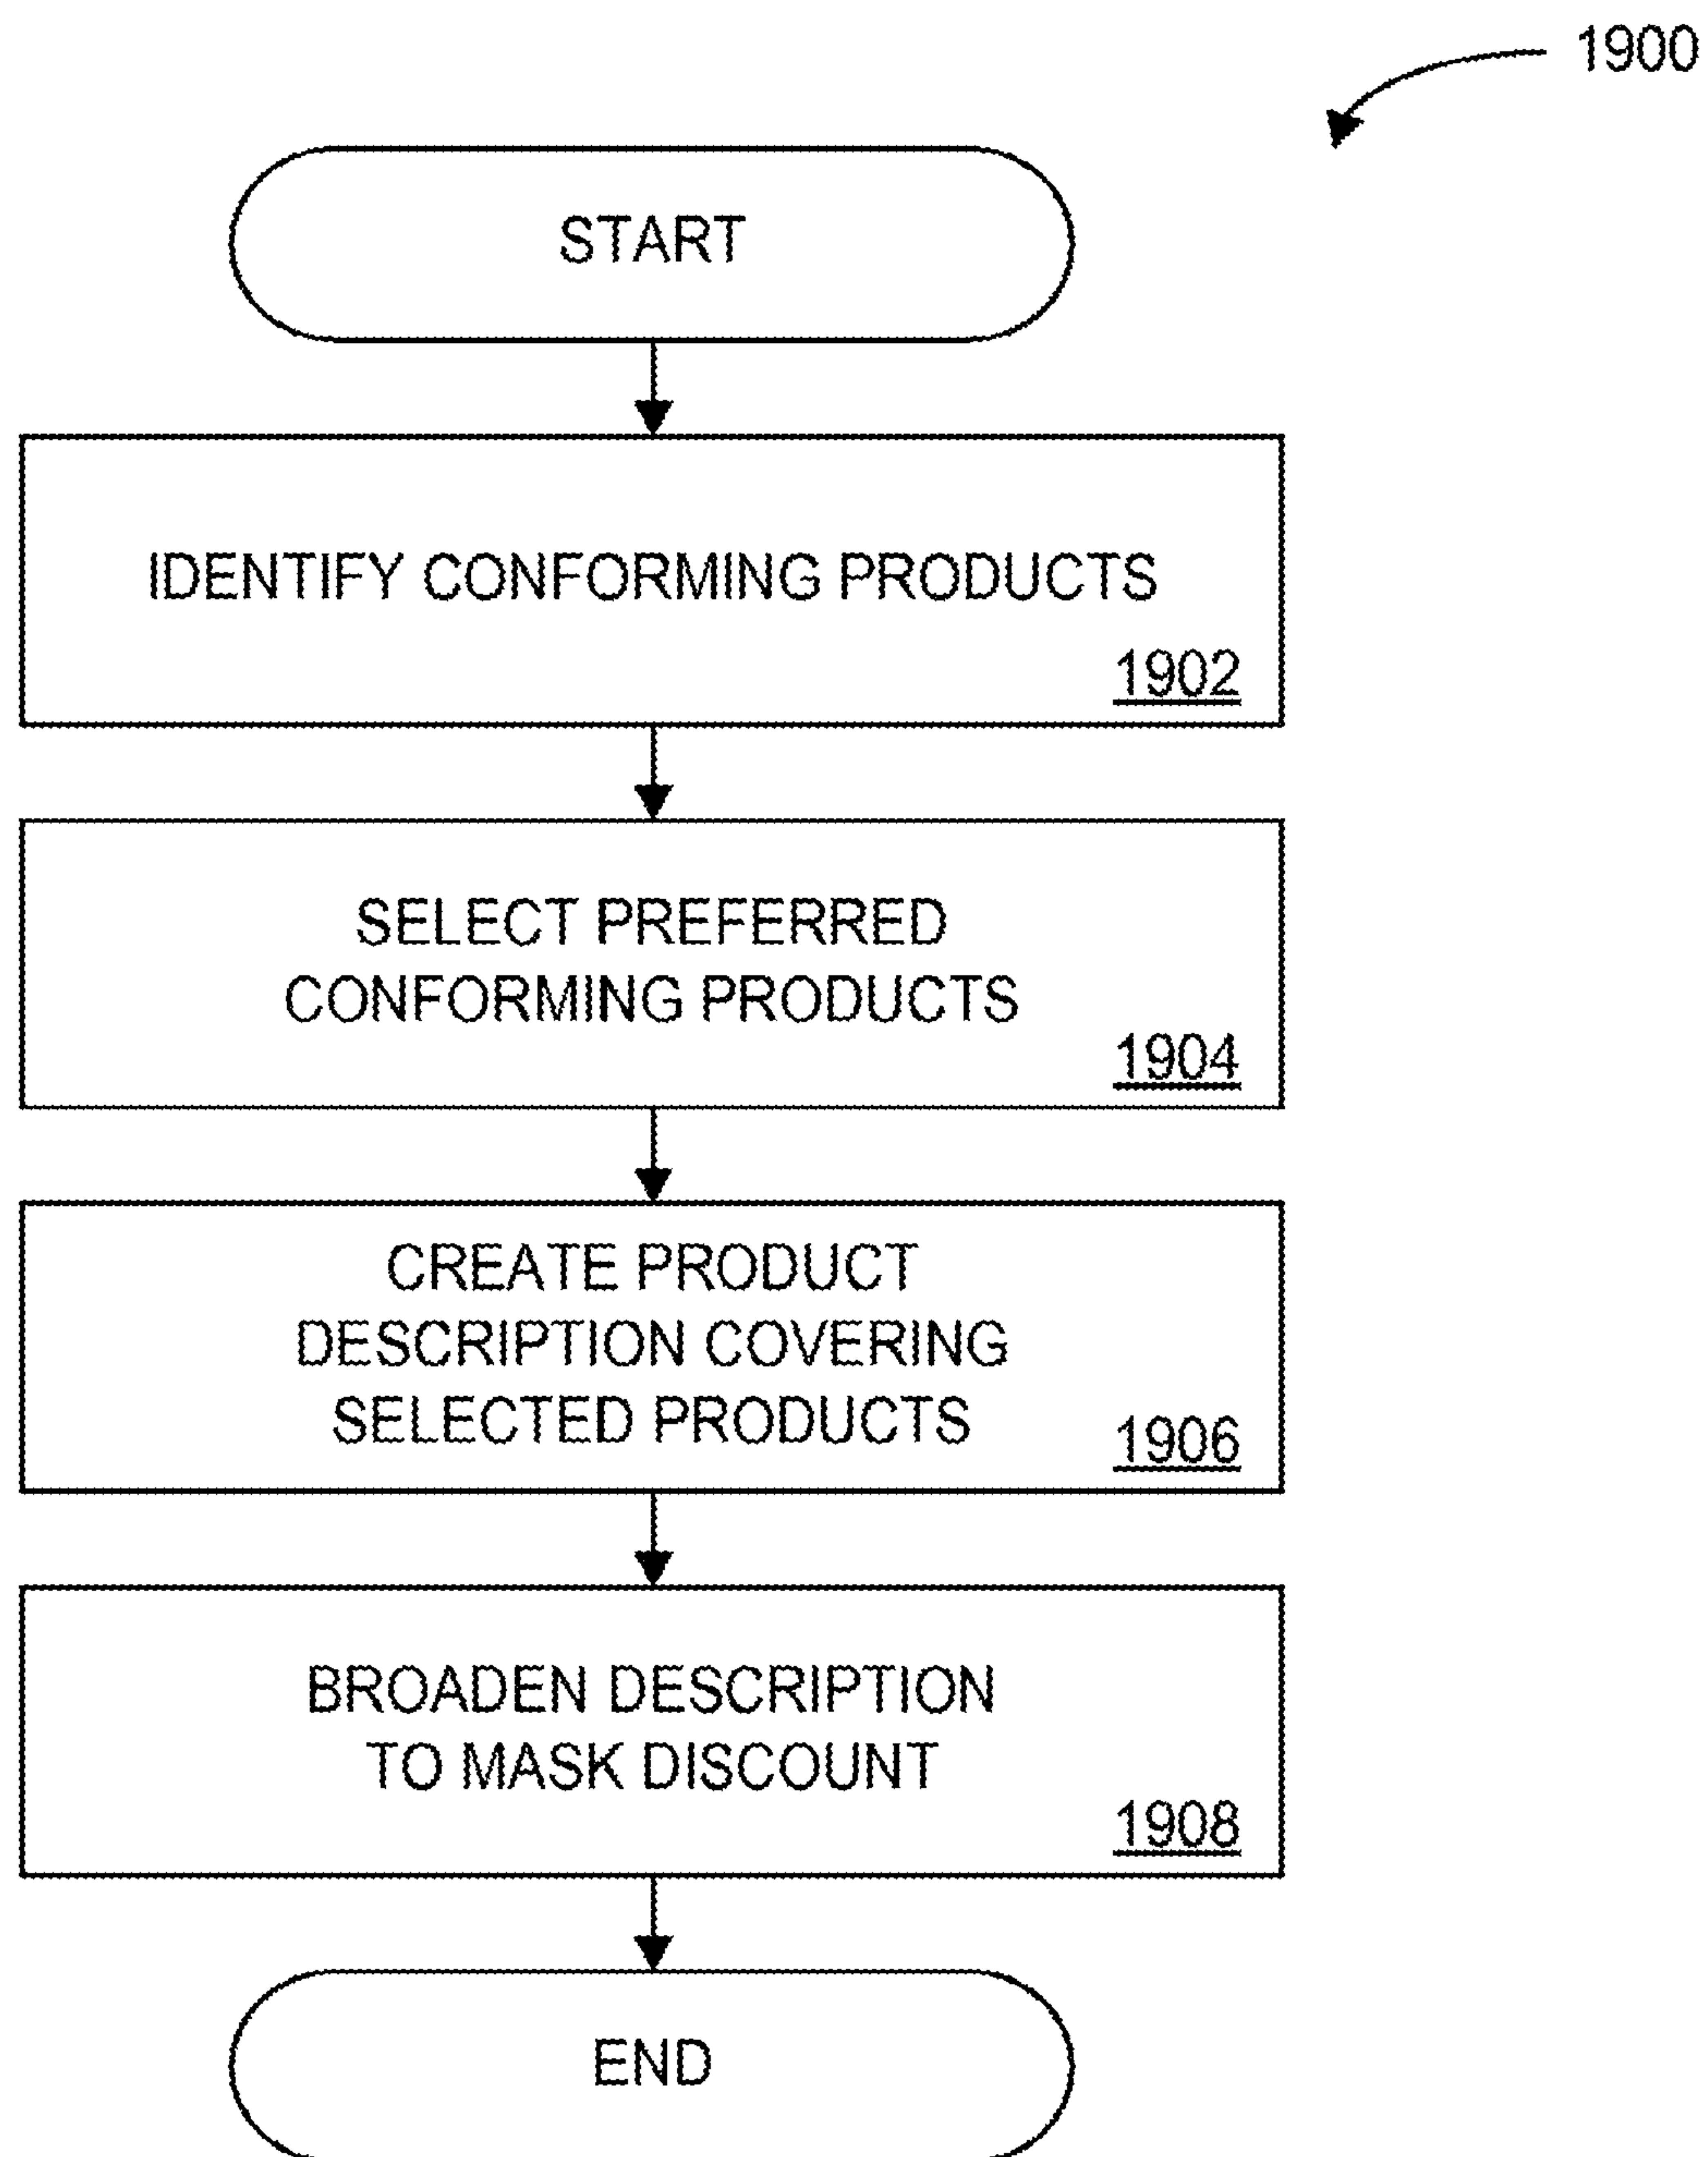 1900
START
IDENTIFY CONFORMING PRODUCTS
1902
SELECT PREFERRED
CONFORMING PRODUCTS
1904
CREATE PRODUCT
DESCRIPTION COVERING
SELECTED PRODUCTS
1906
BROADEN DESCRIPTION
TO MASK DISCOUNT
1908
END